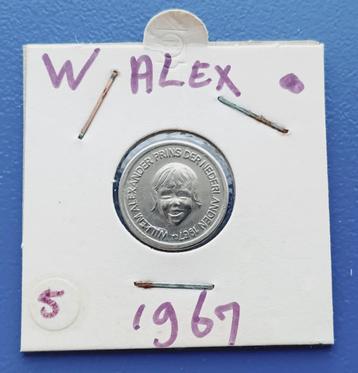 W ALEX
WILLEM ALEXANDER PRINS DER NEDERLANDEN 1967
5
1967